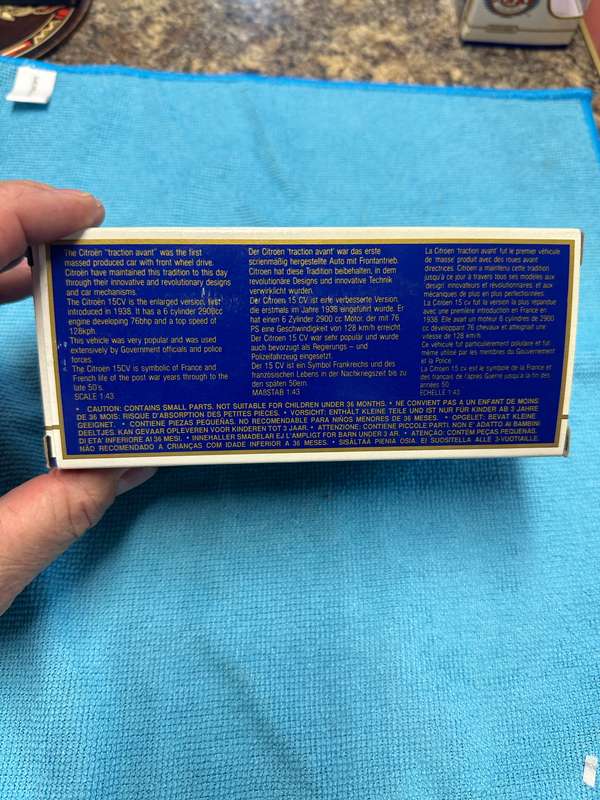 The Citroën "traction avant" was the first
massed produced car with front wheel drive.
Citroën have maintained this tradition to this day
through their innovative and revolutionary designs
and car mechanisms.
The Citroën 15CV is the enlarged version, first
introduced in 1938. It has a 6 cylinder 2900cc
engine developing 76bhp and a top speed of
128kph.
This vehicle was very popular and was used
extensively by Government officials and police
forces.
The Citroën 15CV is symbolic of France and
French life of the post war years through to the
late 50's.
SCALE 1:43
Der Citroen 'traction avant' war das erste
serienmäßig hergestellte Auto mit Frontantrieb.
Citroen hat diese Tradition beibehalten, in dem
revolutionäre Designs und innovative Technik
verwirklicht wurden.
Der Citroen 15 CV ist eine verbesserte Version,
die erstmals im Jahre 1938 eingeführt wurde. Er
hat einen 6 Zylinder 2900 cc Motor, der mit 76
PS eine Geschwindigkeit von 128 km/h erreicht.
Der Citroen 15 CV war sehr populär und wurde
auch bevorzugt als Regierungs – und
Polizeifahrzeug eingesetzt.
Der 15 CV ist ein Symbol Frankreichs und des
französischen Lebens in der Nachkriegszeit bis zu
den späten 50ern.
MASSTAB 1:43
La Citroen 'traction avant' fut le premier véhicule
de 'masse' produit avec des roues avant
directrices. Citroen a maintenu cette tradition
jusqu'à ce jour à travers tous ses modeles aux
'design' innovateurs et révolutionnaires, et aux
mécaniques de plus en plus perfectionnées.
La Citroen 15 cv fut la version la plus repandue
avec une première introduction en France en
1938. Elle avait un moteur 6 cylindres de 2900
cc développant 76 chevaux et atteignait une
vitesse de 128 km/h.
Ce véhicule fut particulièrement populaire et fut
même utilisé par les membres du Gouvernement
et la Police.
La Citroen 15 cv est le symbole de la France et
des français de l'après Guerre jusqu'à la fin des
années 50.
ECHELLE 1:43
• CAUTION: CONTAINS SMALL PARTS. NOT SUITABLE FOR CHILDREN UNDER 36 MONTHS. • NE CONVIENT PAS A UN ENFANT DE MOINS
DE 36 MOIS: RISQUE D'ABSORPTION DES PETITES PIECES. • VORSICHT: ENTHÄLT KLEINE TEILE UND IST NUR FÜR KINDER AB 3 JAHRE
GEEIGNET. • CONTIENE PIEZAS PEQUEÑAS. NO RECOMENDABLE PARA NIÑOS MENORES DE 36 MESES. • OPGELET: BEVAT KLEINE
DEELTJES. KAN GEVAAR OPLEVEREN VOOR KINDEREN TOT 3 JAAR. • ATTENZIONE: CONTIENE PICCOLE PARTI. NON E' ADATTO AI BAMBINI
DI ETA' INFERIORE AI 36 MESI. • INNEHALLER SMADELAR EJ LAMPLIGT FOR BARN UNDER 3 AR. • ATENÇAO: CONTÉM PEÇAS PEQUENAS.
NÃO RECOMENDADO A CRIANÇAS COM IDADE INFERIOR A 36 MESES. • SISÄLTÄÄ PIENIÄ OSIA. EI SUOSITELLA ALLE 3-VUOTIAILLE.